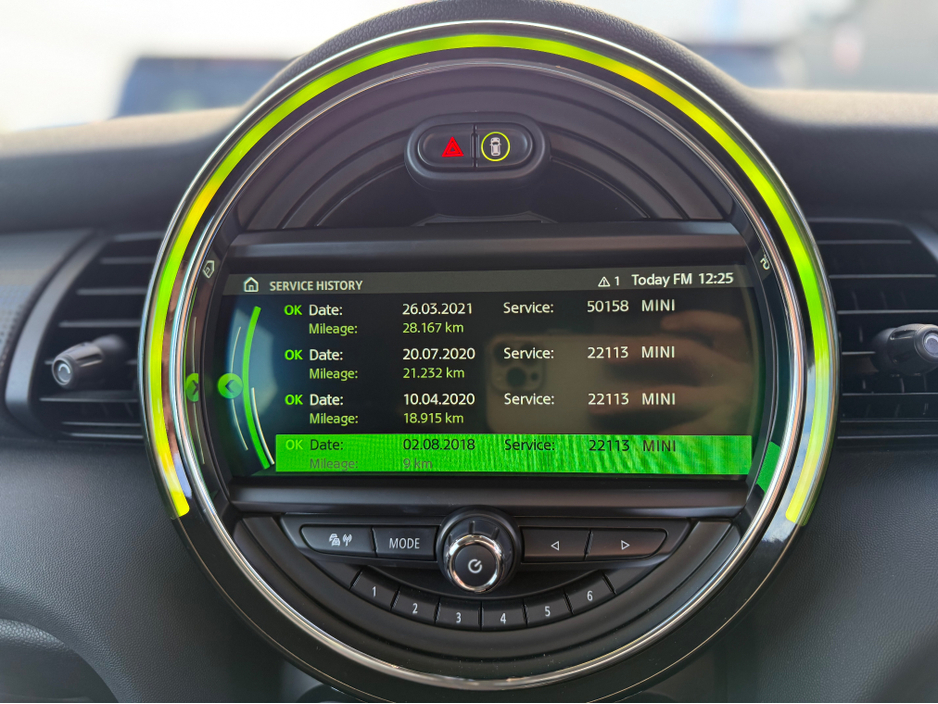 SERVICE HISTORY 1 Today FM 12:25
OK Date: 26.03.2021 Service: 50158 MINI
Mileage: 28.167 km
OK Date: 20.07.2020 Service: 22113 MINI
Mileage: 21.232 km
OK Date: 10.04.2020 Service: 22113 MINI
Mileage: 18.915 km
OK Date: 02.08.2018 Service: 22113 MINI
Mileage: 9 km
MODE
1 2 3 4 5 6